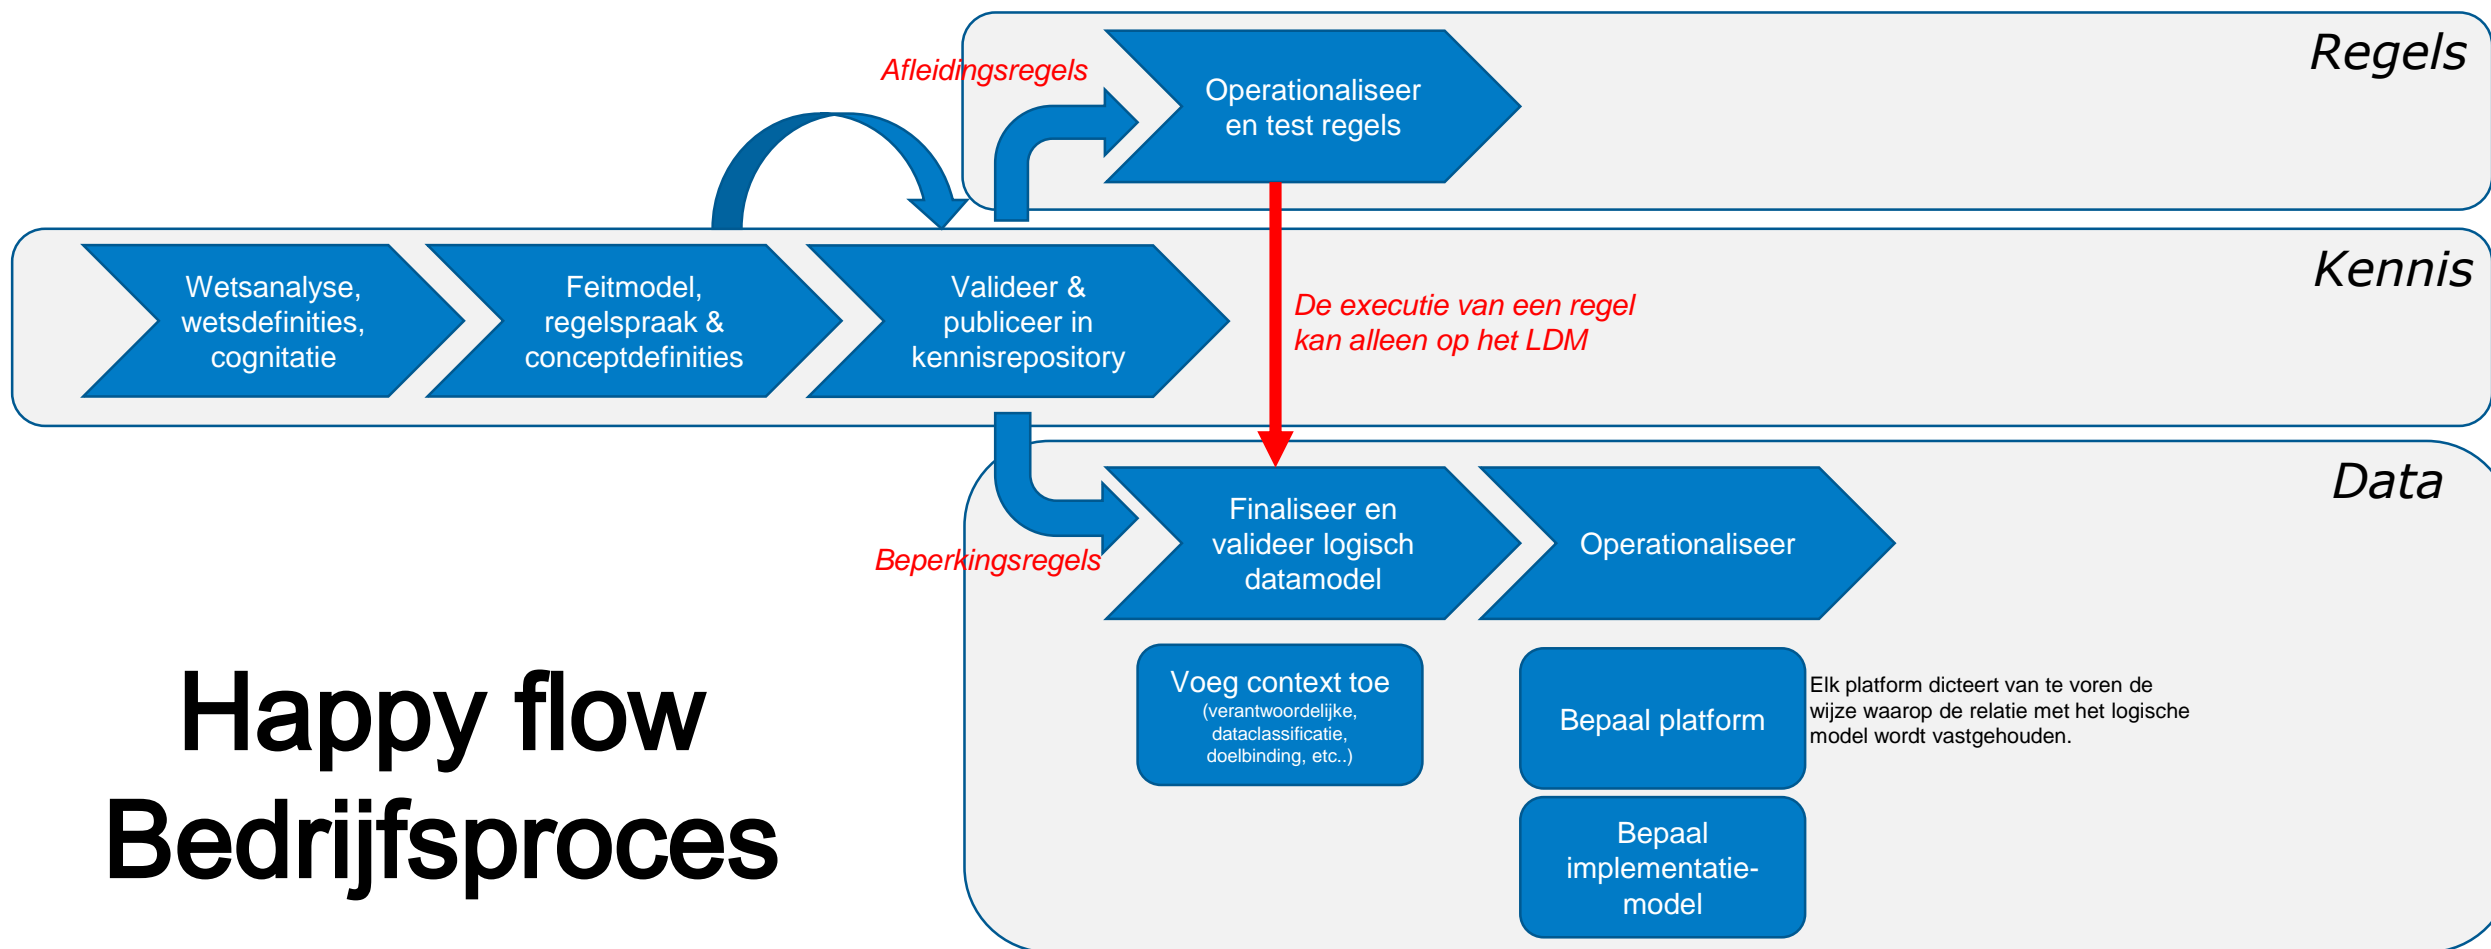 Regels
Afleidingsregels
Operationaliseer
en test regels
Kennis
Wetsanalyse,
wetsdefinities,
cognitatie
Feitmodel,
regelspraak &
conceptdefinities
Valideer &
publiceer in
kennisrepository
De executie van een regel
kan alleen op het LDM
Data
Beperkingsregels
Finaliseer en
valideer logisch
datamodel
Operationaliseer
Voeg context toe
(verantwoordelijke,
dataclassificatie,
doelbinding, etc..)
Bepaal platform
Elk platform dicteert van te voren de
wijze waarop de relatie met het logische
model wordt vastgehouden.
Bepaal
implementatie-
model
Happy flow
Bedrijfsproces